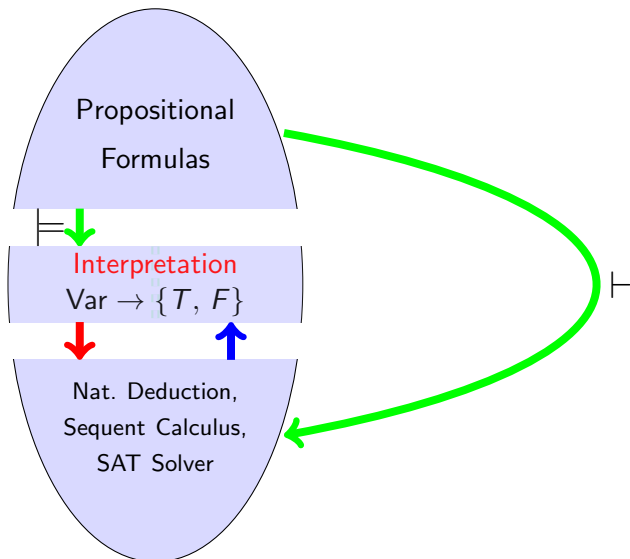 Propositional
Formulas
⊨
Interpretation
Var → {T, F}
⊢
Nat. Deduction,
Sequent Calculus,
SAT Solver